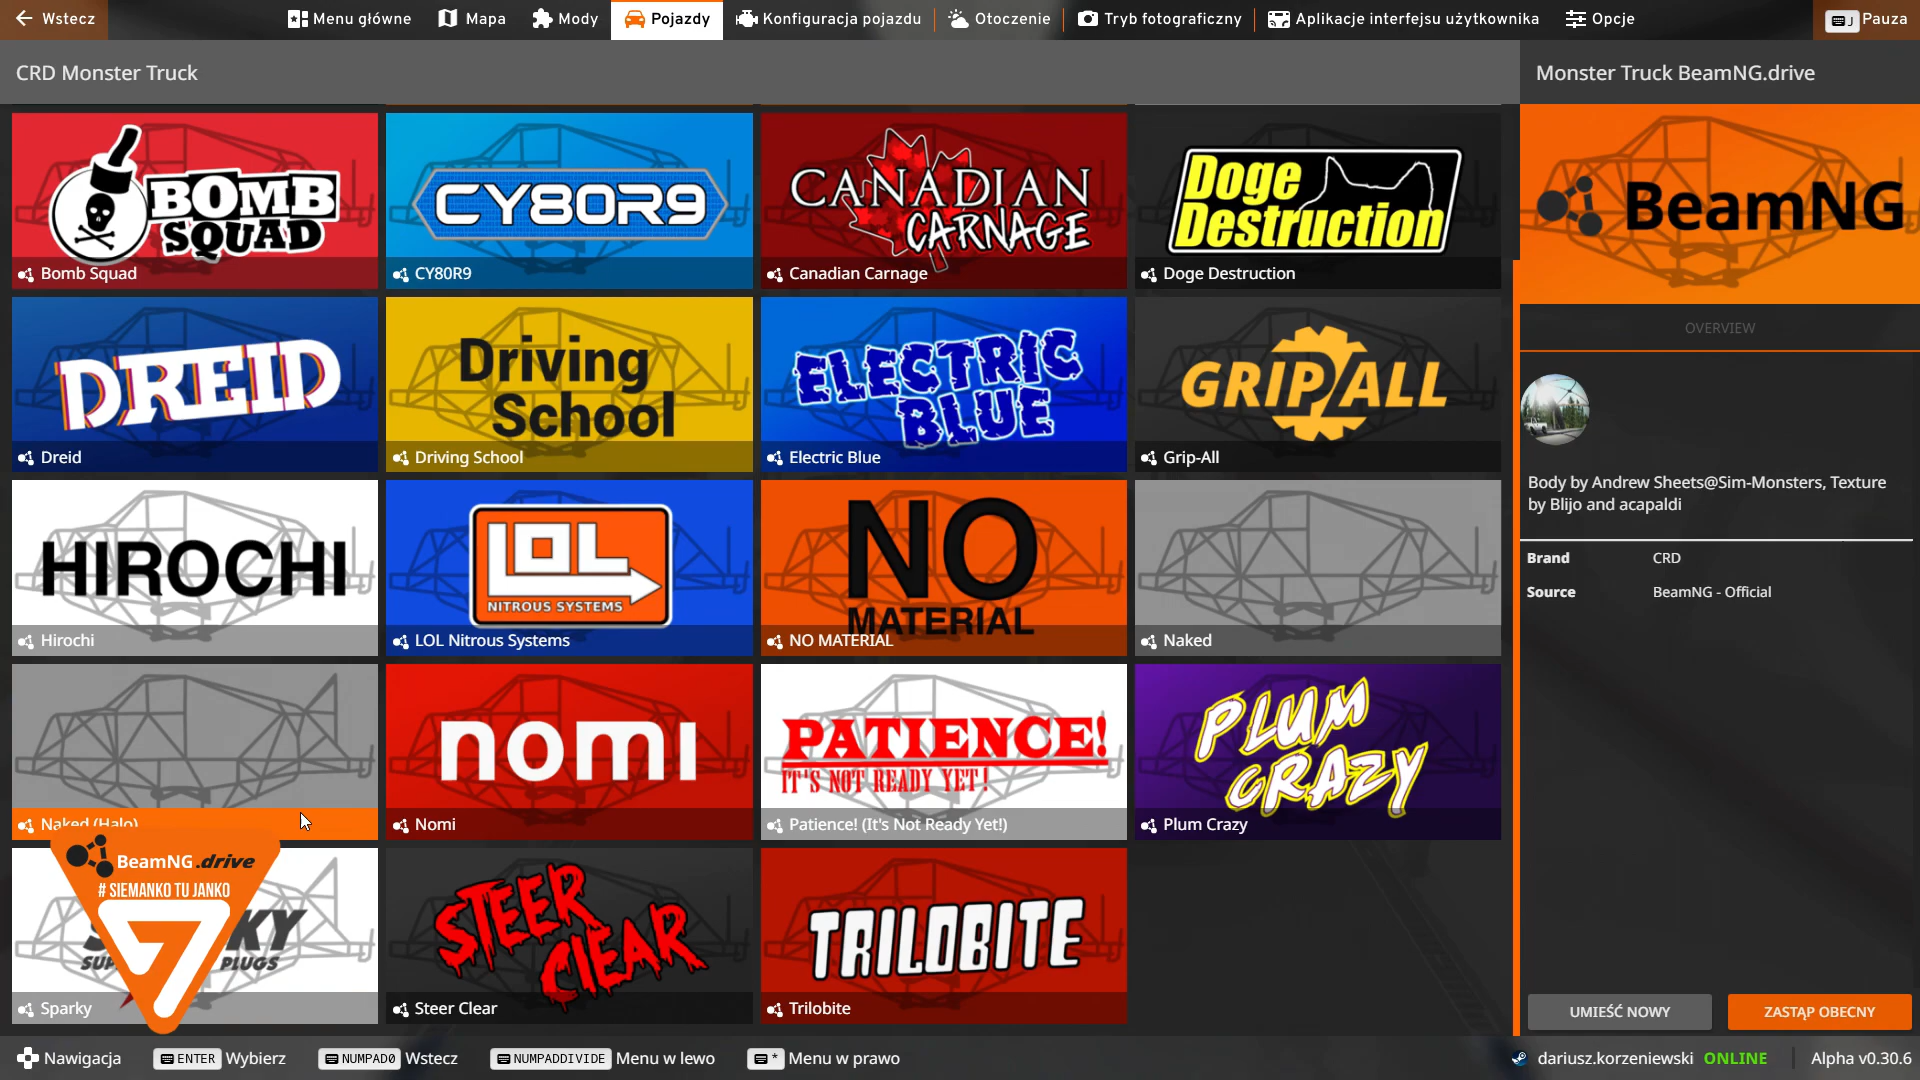 Wstecz
Menu główne
Mapa
Mody
Pojazdy
Konfiguracja pojazdu
Otoczenie
Tryb fotograficzny
Aplikacje interfejsu użytkownika
Opcje
J Pauza
CRD Monster Truck
Monster Truck BeamNG.drive
BOMB
SQUAD
Bomb Squad
CY80R9
CY80R9
CANADIAN
CARNAGE
Canadian Carnage
Doge
Destruction
Doge Destruction
BeamNG
OVERVIEW
DREID
Dreid
Driving
School
Driving School
ELECTRIC
BLUE
Electric Blue
GRIP ALL
Grip-All
Body by Andrew Sheets@Sim-Monsters, Texture
by Blijo and acapaldi
Brand CRD
Source BeamNG - Official
HIROCHI
Hirochi
LOL
NITROUS SYSTEMS
LOL Nitrous Systems
NO
MATERIAL
NO MATERIAL
Naked
Naked (Halo)
nomi
Nomi
PATIENCE!
IT'S NOT READY YET!
Patience! (It's Not Ready Yet!)
PLUM
CRAZY
Plum Crazy
BeamNG.drive
# SIEMANKO TU JANKO
PLUGS
Sparky
STEER
CLEAR
Steer Clear
TRILOBITE
Trilobite
UMIEŚĆ NOWY
ZASTĄP OBECNY
Nawigacja
ENTER Wybierz
NUMPAD0 Wstecz
NUMPADDIVIDE Menu w lewo
* Menu w prawo
dariusz.korzeniewski ONLINE
Alpha v0.30.6